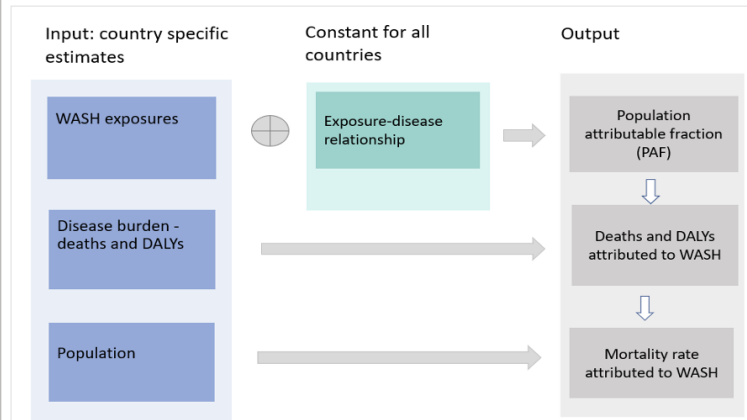 Input: country specific
estimates
Constant for all
countries
Output
WASH exposures
Exposure-disease
relationship
Population
attributable fraction
(PAF)
Disease burden -
deaths and DALYs
Deaths and DALYs
attributed to WASH
Population
Mortality rate
attributed to WASH